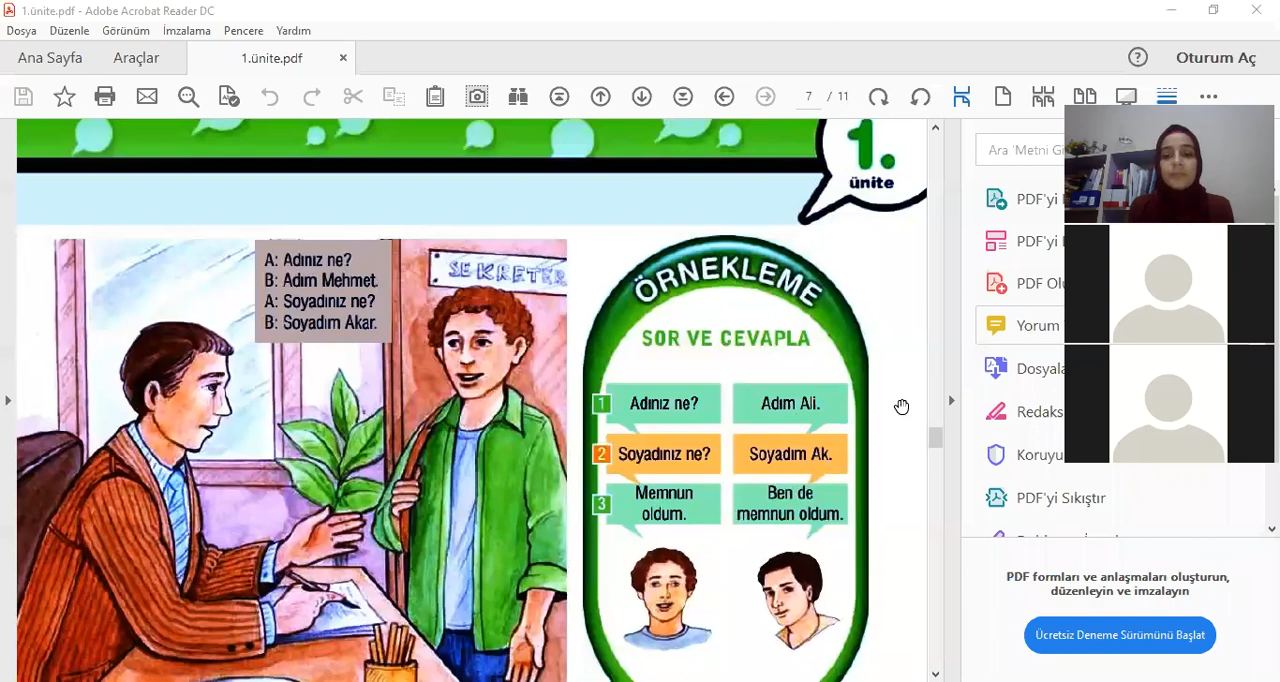 1.ünite.pdf - Adobe Acrobat Reader DC
Dosya Düzenle Görünüm İmzalama Pencere Yardım
Ana Sayfa Araçlar 1.ünite.pdf × Oturum Aç
7 / 11
1.
ünite
A: Adınız ne?
B: Adım Mehmet.
A: Soyadınız ne?
B: Soyadım Akar.
SEKRETER
ÖRNEKLEME
SOR VE CEVAPLA
1 Adınız ne? Adım Ali.
2 Soyadınız ne? Soyadım Ak.
3 Memnun oldum. Ben de memnun oldum.
Ara 'Metni
PDF'yi
PDF'yi
PDF
Yorum
PDF'yi Sıkıştır
PDF formları ve anlaşmaları oluşturun,
düzenleyin ve imzalayın
Ücretsiz Deneme Sürümünü Başlat